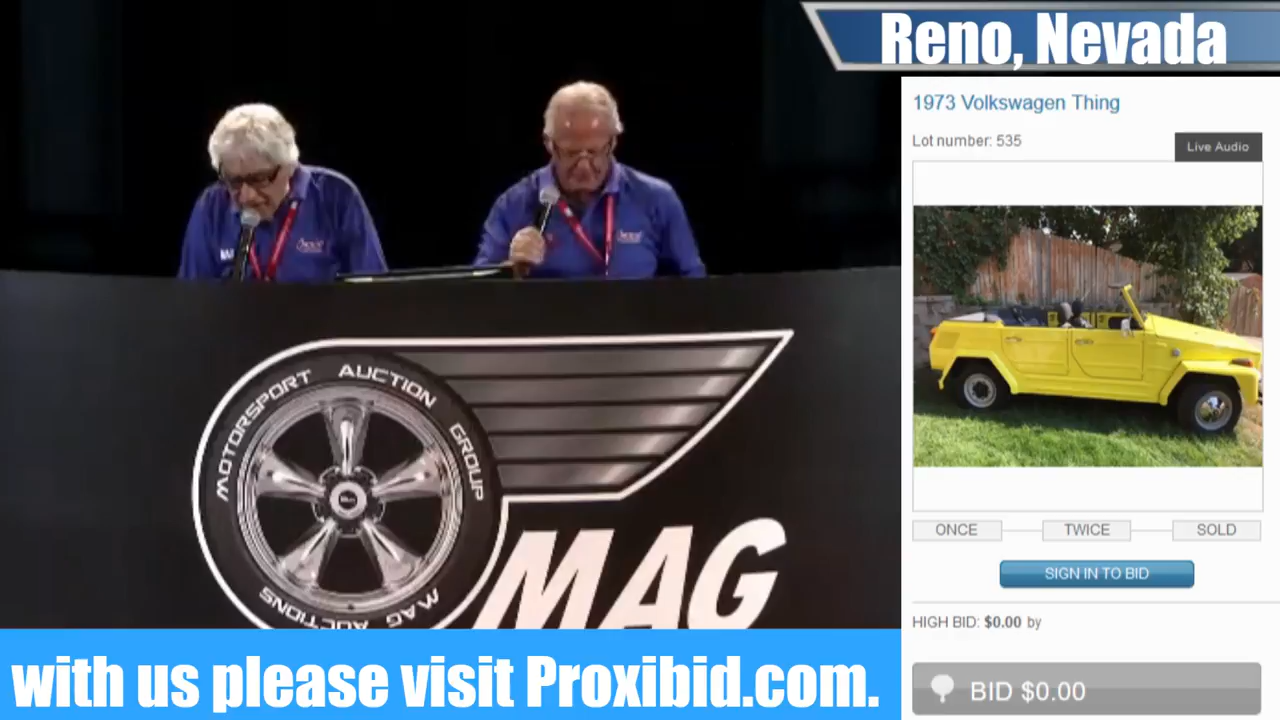 Reno, Nevada
1973 Volkswagen Thing
Lot number: 535
Live Audio
MOTORSPORT AUCTION GROUP
MAG AUCTIONS
MAG
ONCE
TWICE
SOLD
SIGN IN TO BID
HIGH BID: $0.00 by
BID $0.00
with us please visit Proxibid.com.